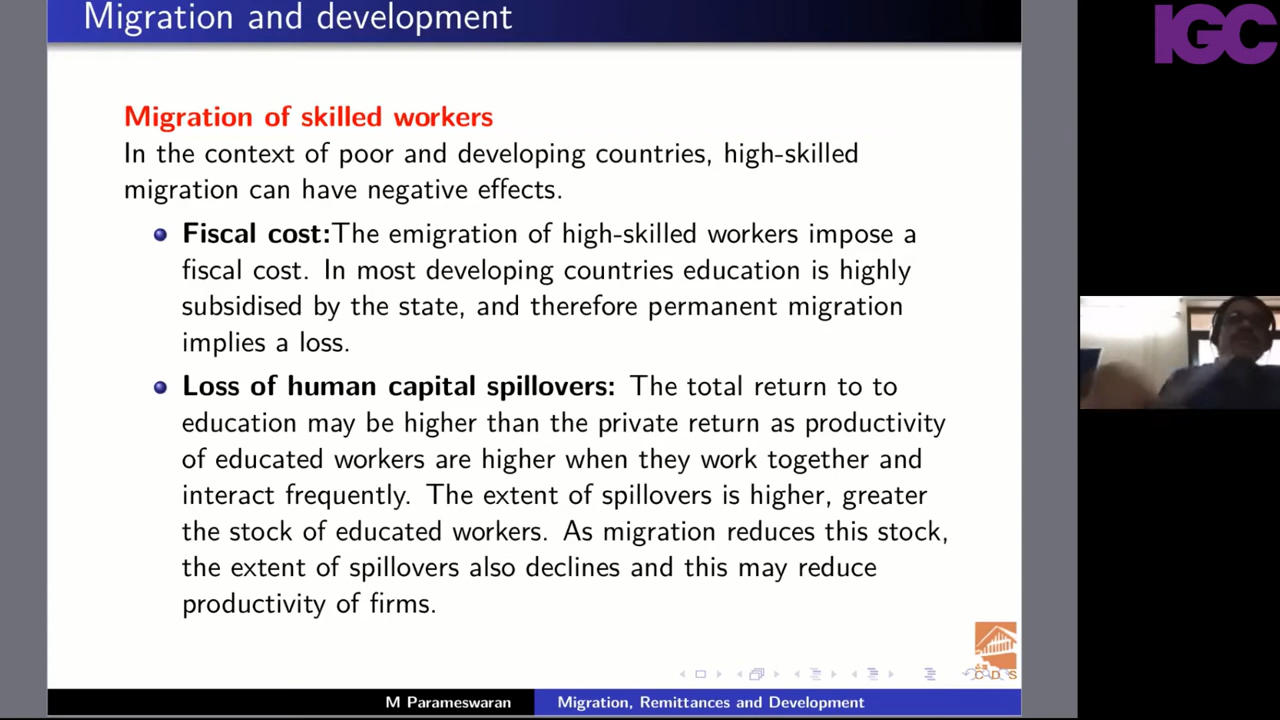 Migration and development
IGC
Migration of skilled workers
In the context of poor and developing countries, high-skilled
migration can have negative effects.
Fiscal cost:The emigration of high-skilled workers impose a
fiscal cost. In most developing countries education is highly
subsidised by the state, and therefore permanent migration
implies a loss.
Loss of human capital spillovers: The total return to to
education may be higher than the private return as productivity
of educated workers are higher when they work together and
interact frequently. The extent of spillovers is higher, greater
the stock of educated workers. As migration reduces this stock,
the extent of spillovers also declines and this may reduce
productivity of firms.
C D S
M Parameswaran
Migration, Remittances and Development